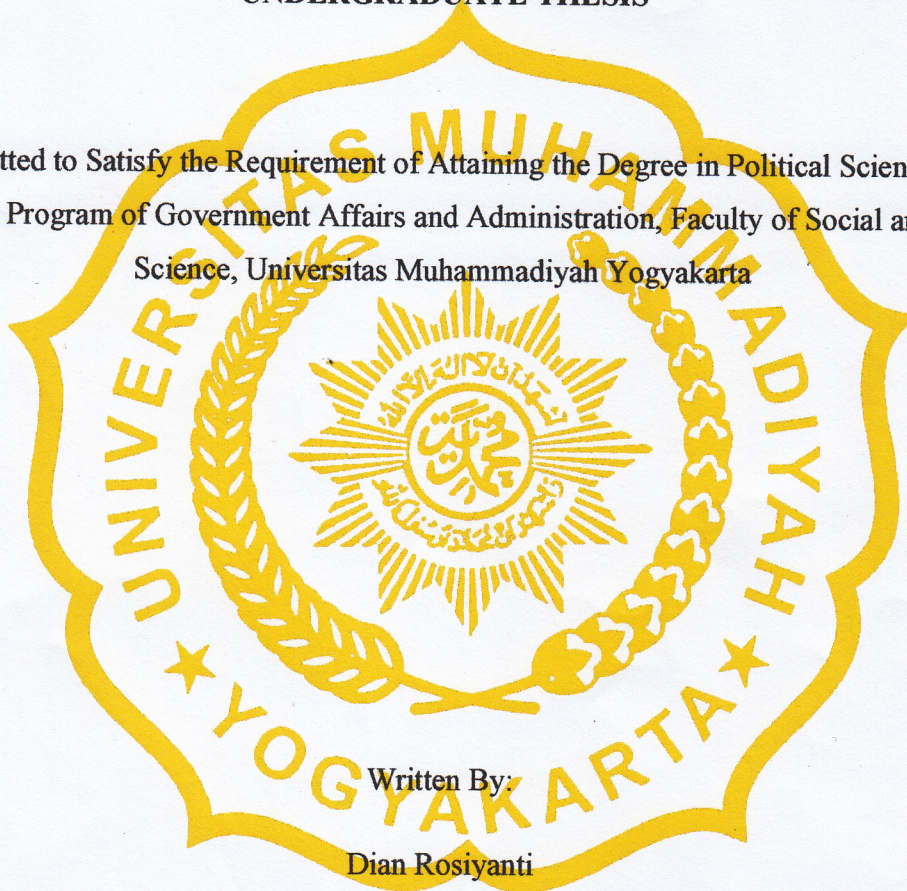 UNDERGRADUATE THESIS
tted to Satisfy the Requirement of Attaining the Degree in Political Scien
Program of Government Affairs and Administration, Faculty of Social a
Science, Universitas Muhammadiyah Yogyakarta
UNIVERSITAS MUHAMMADIYAH
محمدية
YOGYAKARTA
Written By:
Dian Rosiyanti